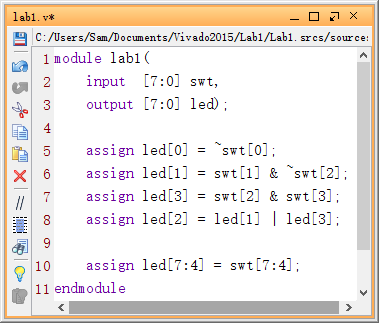 lab1.v*
C:/Users/Sam/Documents/Vivado2015/Lab1/Lab1.srcs/source
1 module lab1(
2     input  [7:0] swt,
3     output [7:0] led);
4
5     assign led[0] = ~swt[0];
6     assign led[1] = swt[1] & ~swt[2];
7     assign led[3] = swt[2] & swt[3];
8     assign led[2] = led[1] | led[3];
9
10     assign led[7:4] = swt[7:4];
11 endmodule